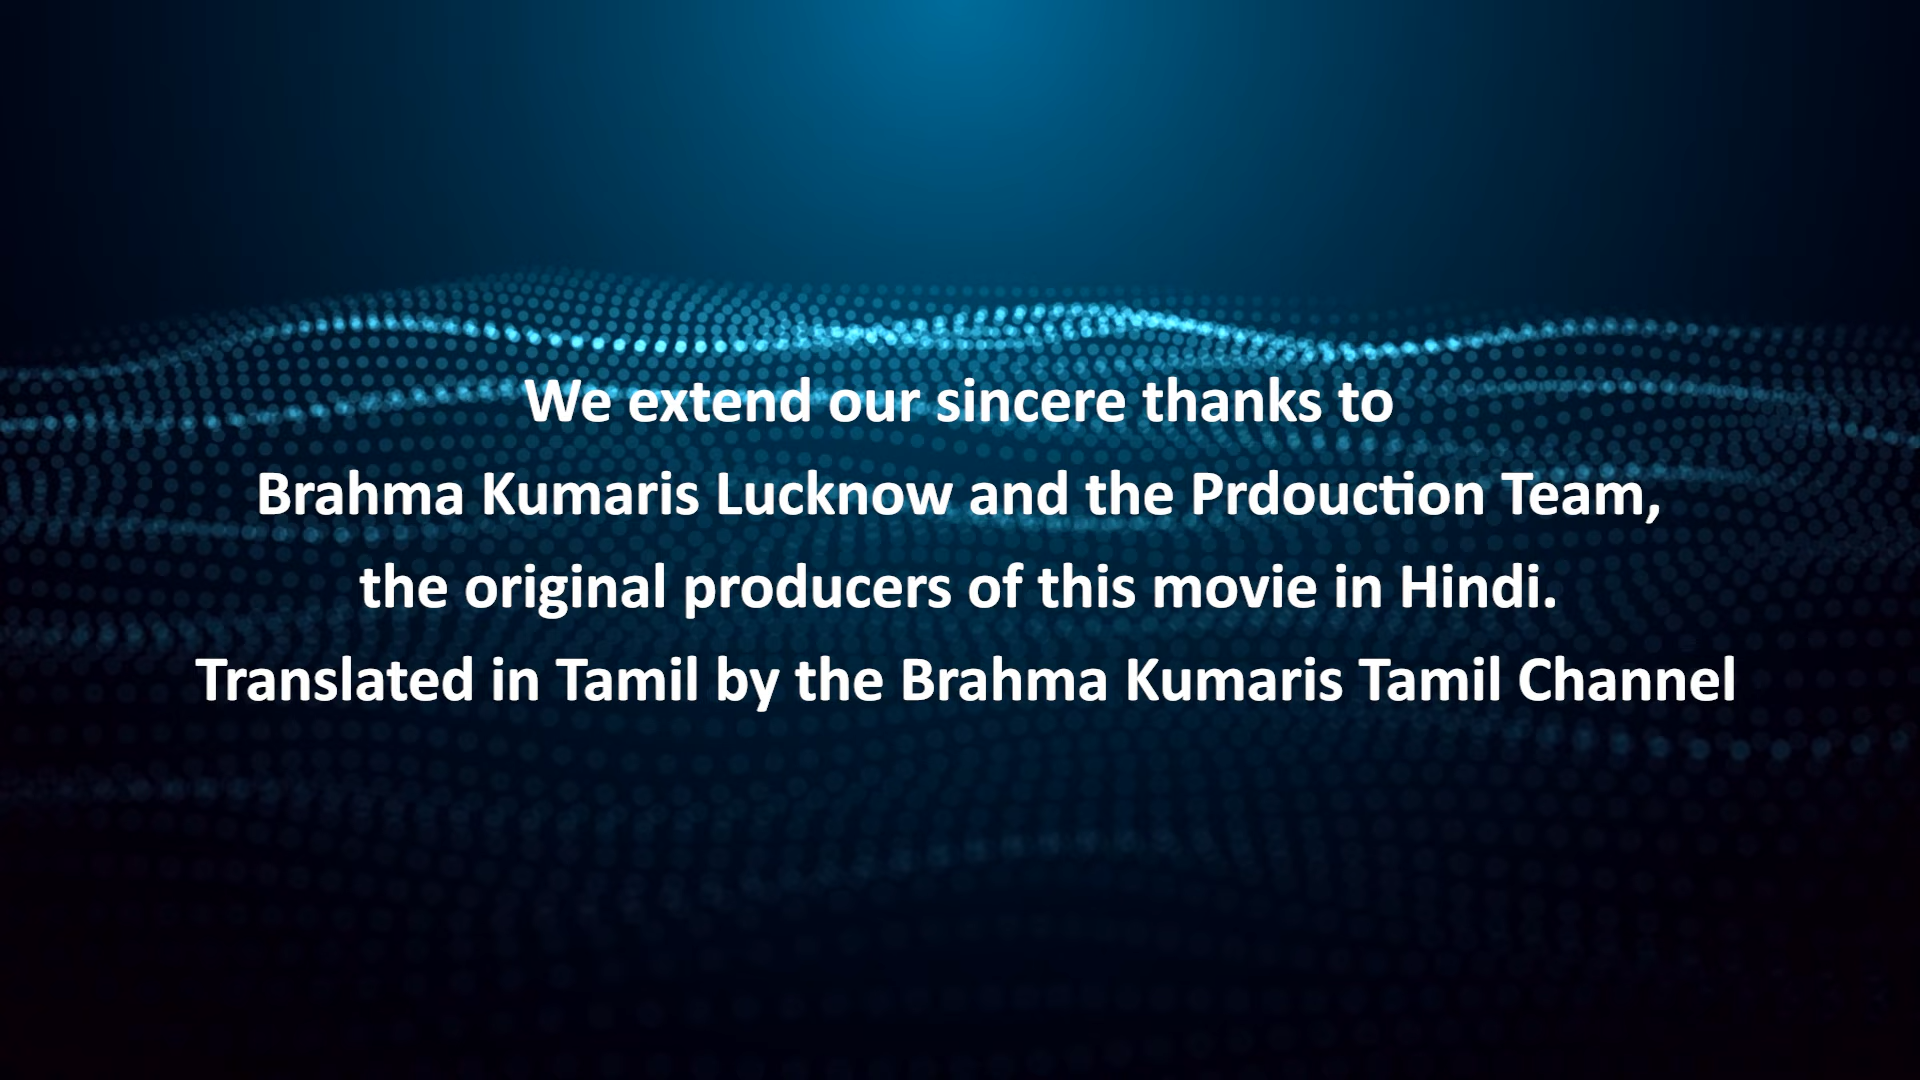 We extend our sincere thanks to
Brahma Kumaris Lucknow and the Prdouction Team,
the original producers of this movie in Hindi.
Translated in Tamil by the Brahma Kumaris Tamil Channel